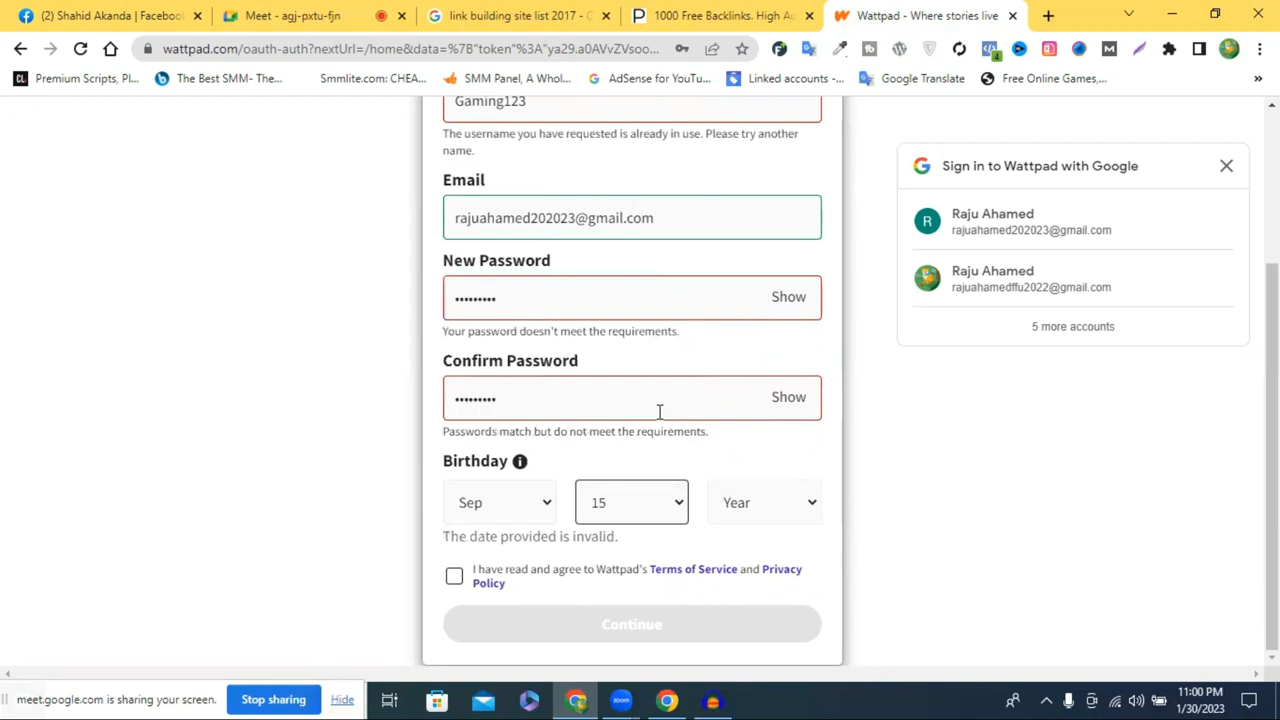 (2) Shahid Akanda | Facebook
Meet - agj-pxtu-fjn
link building site list 2017 - G
1000 Free Backlinks. High Au
Wattpad - Where stories live
wattpad.com/oauth-auth?nextUrl=/home&data=%7B"token"%3A"ya29.a0AVvZVsoo...
4
CL Premium Scripts, Pl...
The Best SMM- The...
Smmlite.com: CHEA...
SMM Panel, A Whol...
AdSense for YouTu...
Linked accounts -...
Google Translate
Free Online Games,...
»
Gaming123
The username you have requested is already in use. Please try another
name.
Email
rajuahamed202023@gmail.com
New Password
••••••••• Show
Your password doesn't meet the requirements.
Confirm Password
••••••••• Show
Passwords match but do not meet the requirements.
Birthday
Sep 15 Year
The date provided is invalid.
I have read and agree to Wattpad's Terms of Service and Privacy
Policy
Continue
Sign in to Wattpad with Google
R
Raju Ahamed
rajuahamed202023@gmail.com
Raju Ahamed
rajuahamedffu2022@gmail.com
5 more accounts
meet.google.com is sharing your screen. Stop sharing Hide
zoom
11:00 PM
1/30/2023